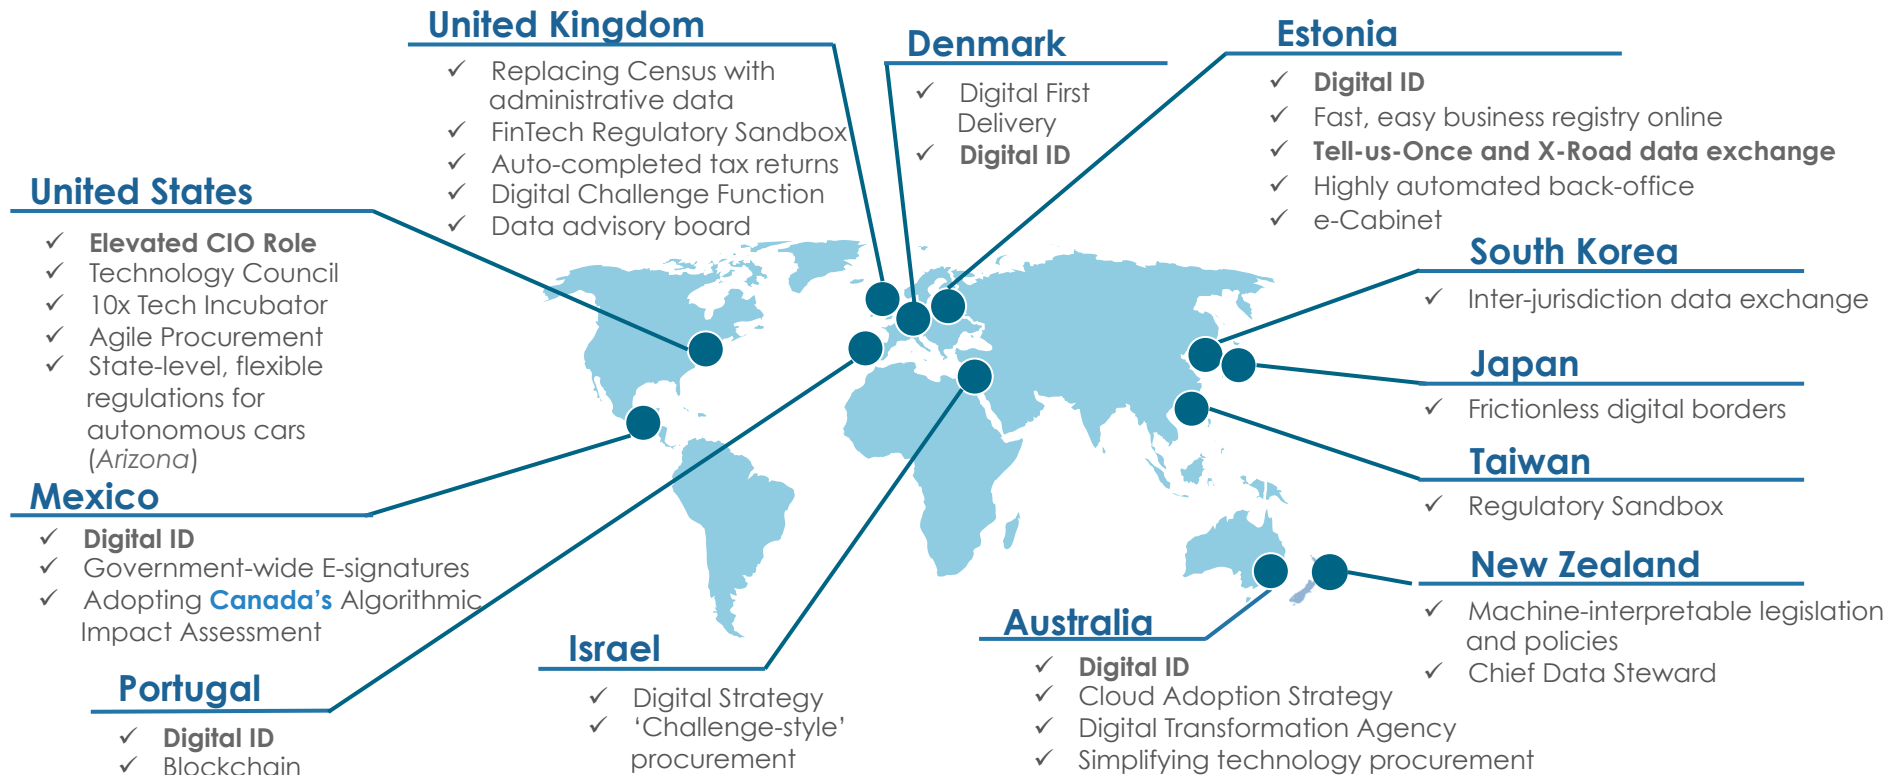 United Kingdom
✓ Replacing Census with
administrative data
✓ FinTech Regulatory Sandbox
✓ Auto-completed tax returns
✓ Digital Challenge Function
✓ Data advisory board
Denmark
✓ Digital First
Delivery
✓ Digital ID
Estonia
✓ Digital ID
✓ Fast, easy business registry online
✓ Tell-us-Once and X-Road data exchange
✓ Highly automated back-office
✓ e-Cabinet
United States
✓ Elevated CIO Role
✓ Technology Council
✓ 10x Tech Incubator
✓ Agile Procurement
✓ State-level, flexible
regulations for
autonomous cars
(Arizona)
South Korea
✓ Inter-jurisdiction data exchange
Japan
✓ Frictionless digital borders
Taiwan
✓ Regulatory Sandbox
Mexico
✓ Digital ID
✓ Government-wide E-signatures
✓ Adopting Canada's Algorithmic
Impact Assessment
New Zealand
✓ Machine-interpretable legislation
and policies
✓ Chief Data Steward
Portugal
✓ Digital ID
✓ Blockchain
Israel
✓ Digital Strategy
✓ ‘Challenge-style’
procurement
Australia
✓ Digital ID
✓ Cloud Adoption Strategy
✓ Digital Transformation Agency
✓ Simplifying technology procurement